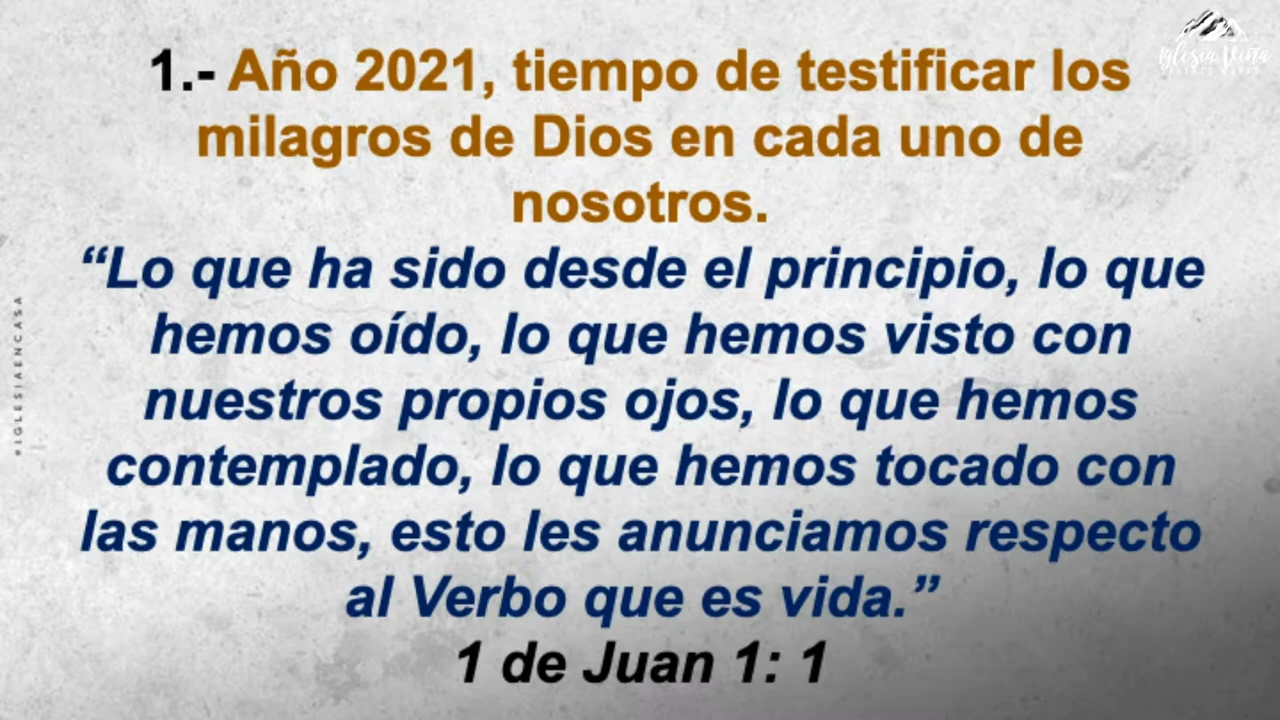 1.- Año 2021, tiempo de testificar los
milagros de Dios en cada uno de
nosotros.
“Lo que ha sido desde el principio, lo que
hemos oído, lo que hemos visto con
nuestros propios ojos, lo que hemos
contemplado, lo que hemos tocado con
las manos, esto les anunciamos respecto
al Verbo que es vida.”
1 de Juan 1: 1
#IGLESIAENCASA
Iglesia Viña